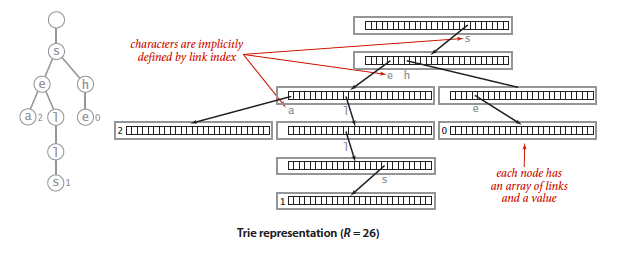 characters are implicitly
defined by link index
s
s
e h
e h
a
l
e
a 2 l e 0
2
0
l
l
each node has
an array of links
and a value
s
s 1
1
Trie representation (R = 26)